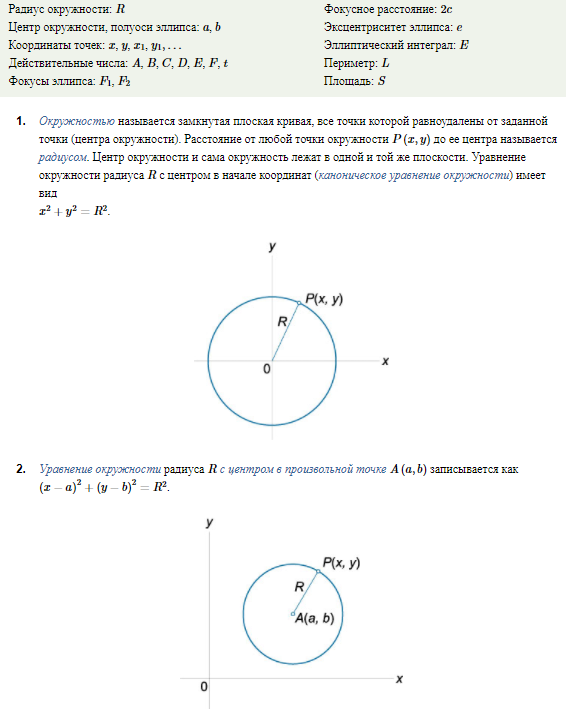 Радиус окружности: R
Центр окружности, полуоси эллипса: a, b
Координаты точек: x, y, x₁, y₁, …
Действительные числа: A, B, C, D, E, F, t
Фокусы эллипса: F₁, F₂
Фокусное расстояние: 2c
Эксцентриситет эллипса: e
Эллиптический интеграл: E
Периметр: L
Площадь: S
1. Окружностью называется замкнутая плоская кривая, все точки которой равноудалены от заданной
точки (центра окружности). Расстояние от любой точки окружности P (x, y) до ее центра называется
радиусом. Центр окружности и сама окружность лежат в одной и той же плоскости. Уравнение
окружности радиуса R с центром в начале координат (каноническое уравнение окружности) имеет
вид
x² + y² = R².
y
P(x, y)
R
0
x
2. Уравнение окружности радиуса R с центром в произвольной точке A (a, b) записывается как
(x − a)² + (y − b)² = R².
y
P(x, y)
R
A(a, b)
0
x